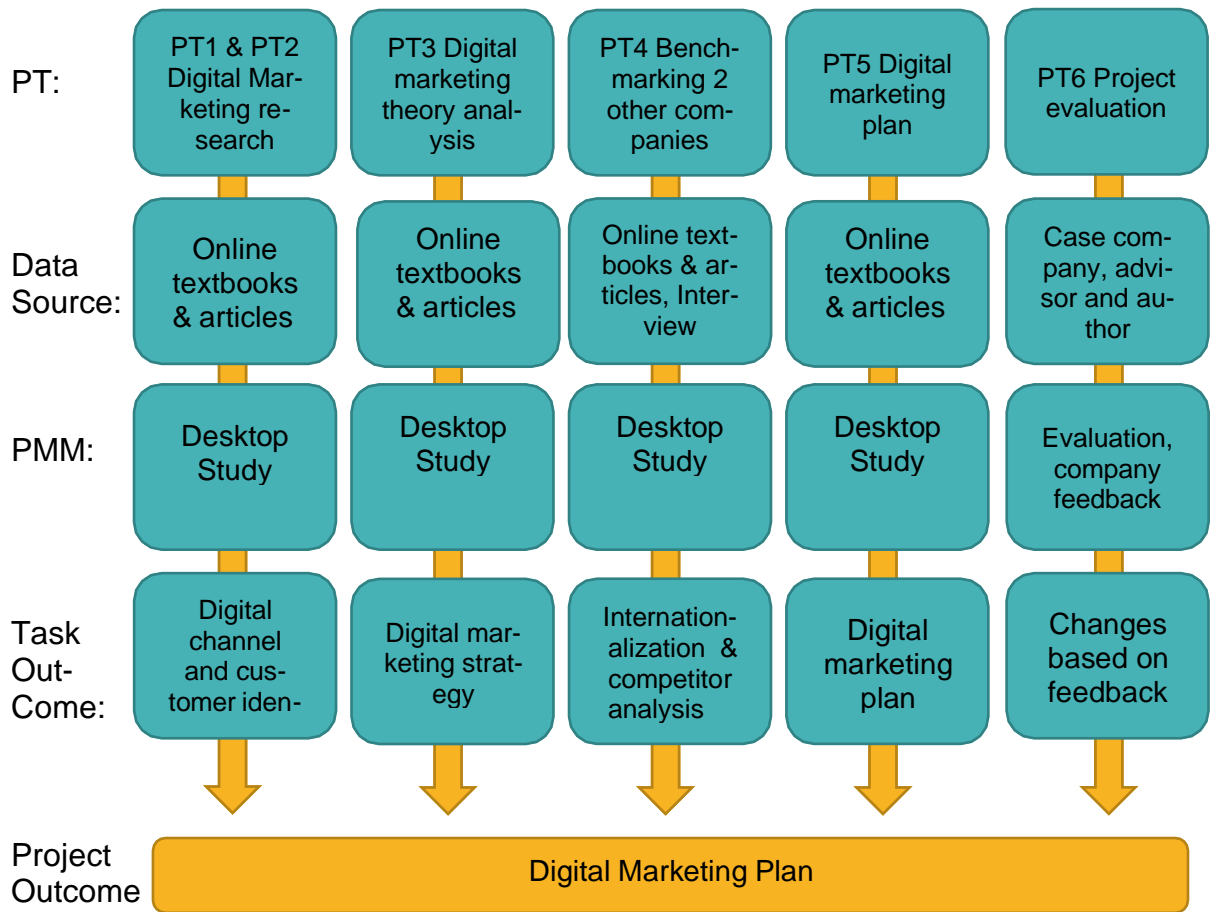 PT:
PT1 & PT2
Digital Mar-
keting re-
search
PT3 Digital
marketing
theory anal-
ysis
PT4 Bench-
marking 2
other com-
panies
PT5 Digital
marketing
plan
PT6 Project
evaluation
Data
Source:
Online
textbooks
& articles
Online
textbooks
& articles
Online text-
books & ar-
ticles, Inter-
view
Online
textbooks
& articles
Case com-
pany, advi-
sor and au-
thor
PMM:
Desktop
Study
Desktop
Study
Desktop
Study
Desktop
Study
Evaluation,
company
feedback
Task
Out-
Come:
Digital
channel
and cus-
tomer iden-
Digital mar-
keting strat-
egy
Internation-
alization &
competitor
analysis
Digital
marketing
plan
Changes
based on
feedback
Project
Outcome
Digital Marketing Plan